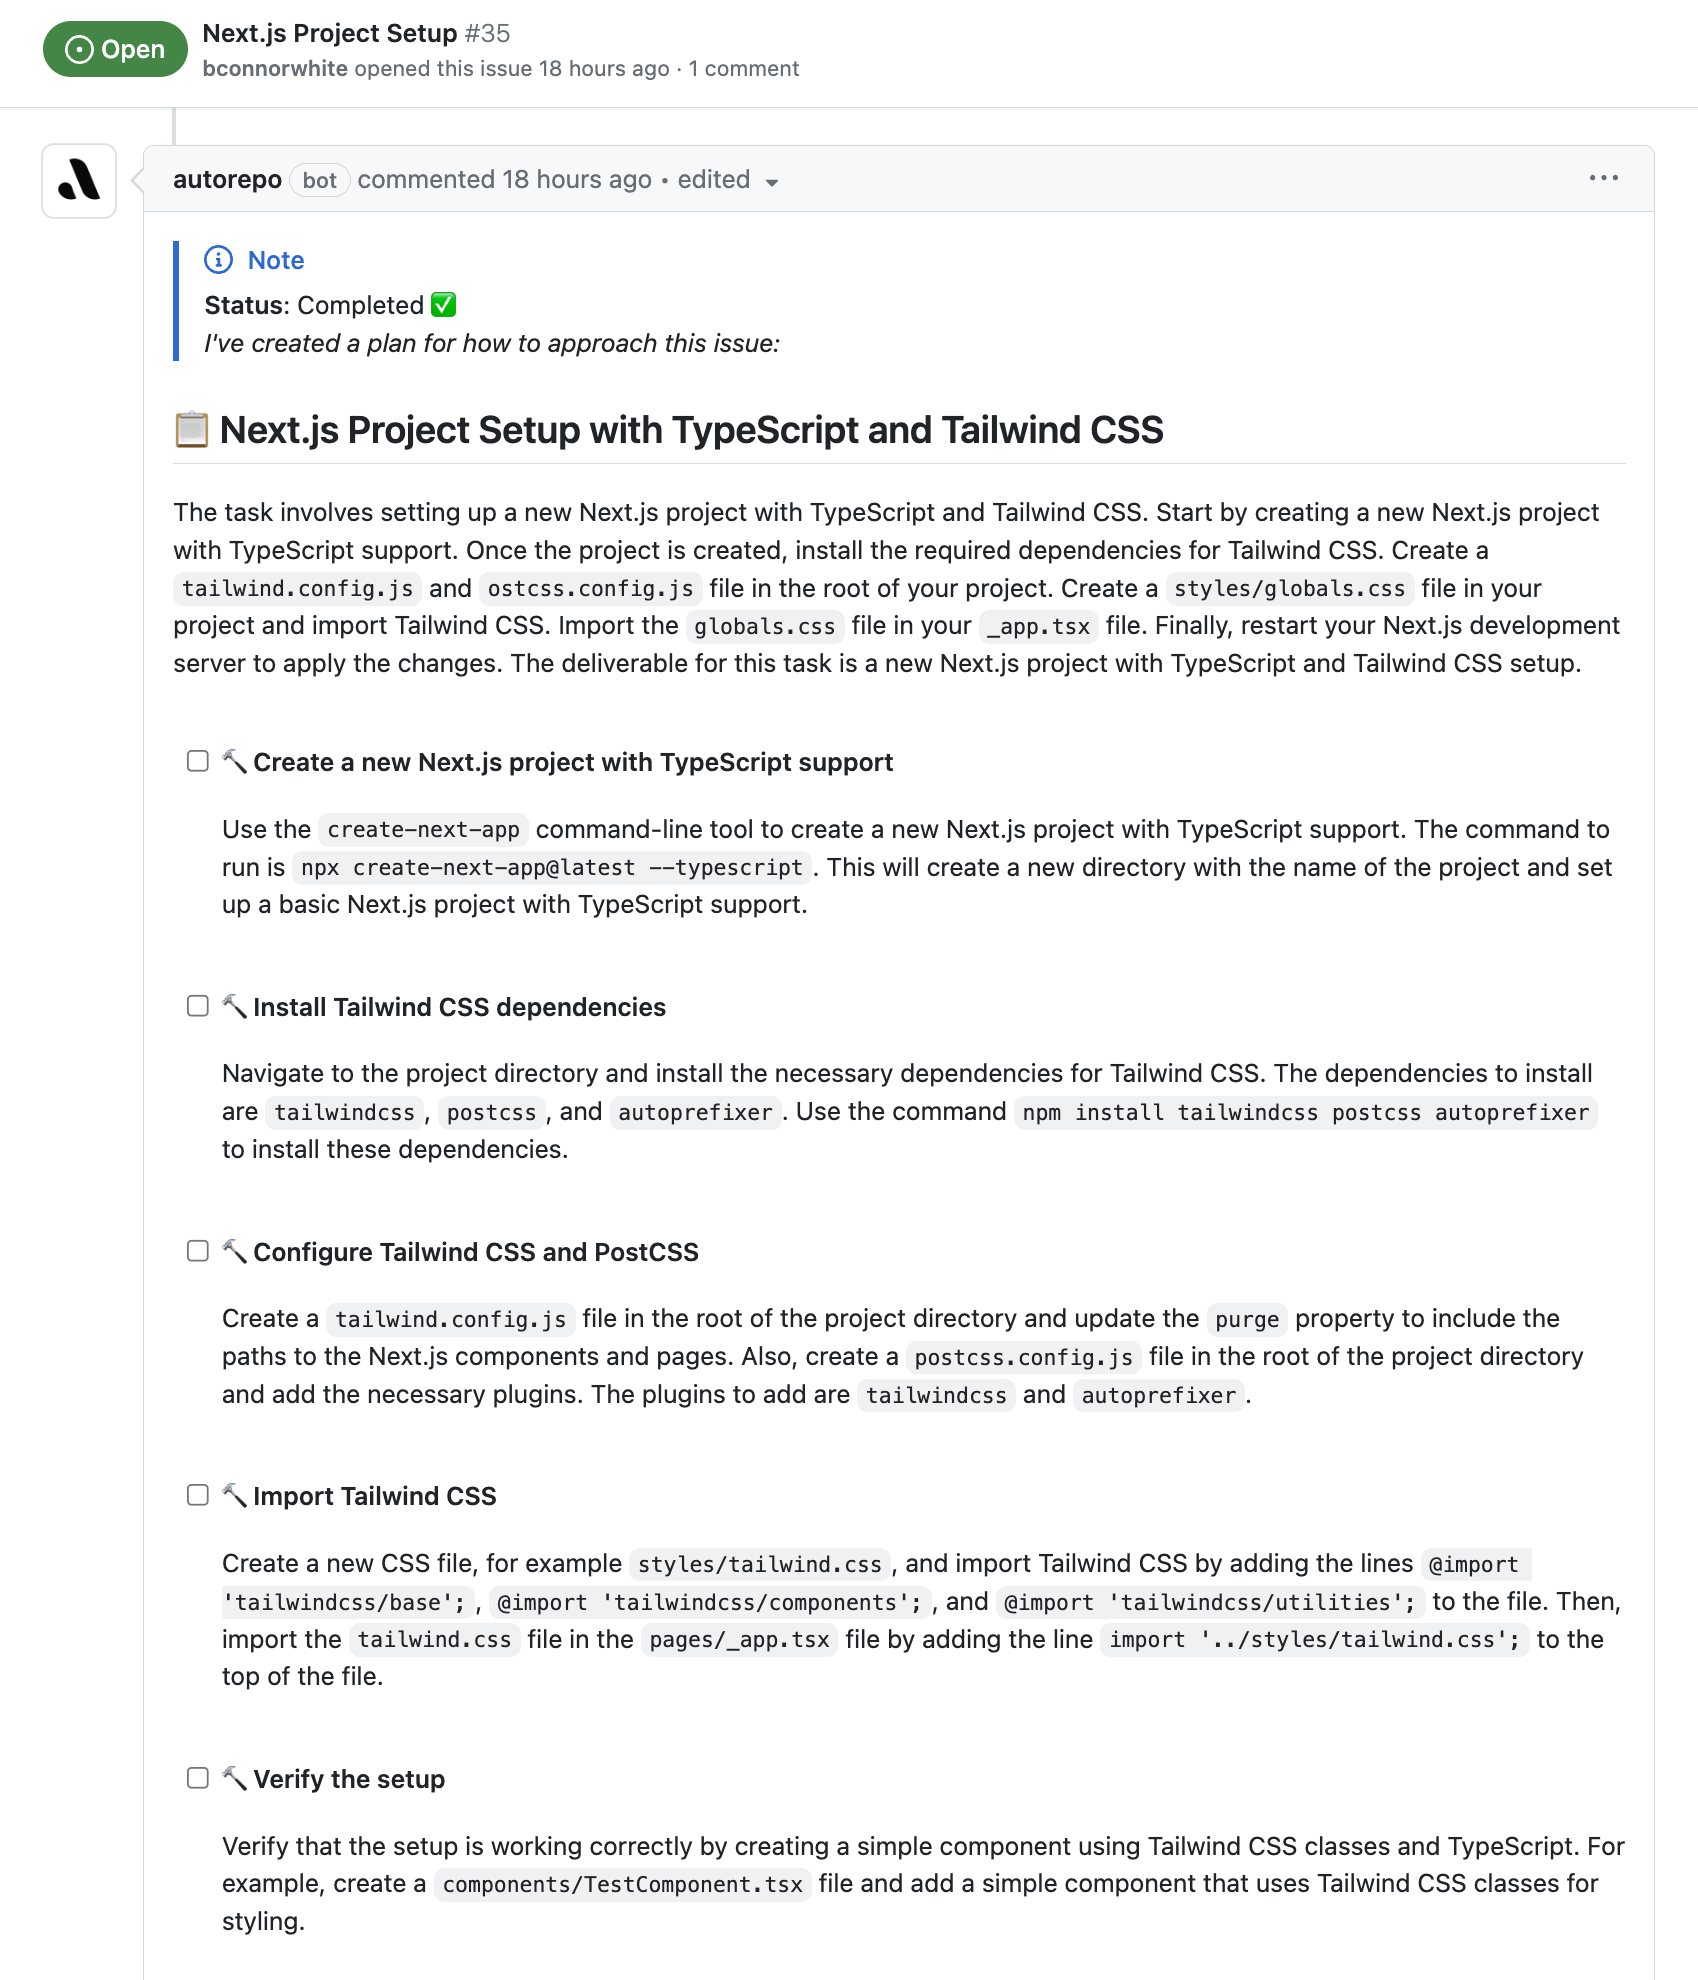 Open
Next.js Project Setup #35
bconnorwhite opened this issue 18 hours ago · 1 comment
autorepo bot commented 18 hours ago • edited
Note
Status: Completed ✅
I've created a plan for how to approach this issue:
📋 Next.js Project Setup with TypeScript and Tailwind CSS
The task involves setting up a new Next.js project with TypeScript and Tailwind CSS. Start by creating a new Next.js project
with TypeScript support. Once the project is created, install the required dependencies for Tailwind CSS. Create a
tailwind.config.js and ostcss.config.js file in the root of your project. Create a styles/globals.css file in your
project and import Tailwind CSS. Import the globals.css file in your _app.tsx file. Finally, restart your Next.js development
server to apply the changes. The deliverable for this task is a new Next.js project with TypeScript and Tailwind CSS setup.
🔨 Create a new Next.js project with TypeScript support
Use the create-next-app command-line tool to create a new Next.js project with TypeScript support. The command to
run is npx create-next-app@latest --typescript. This will create a new directory with the name of the project and set
up a basic Next.js project with TypeScript support.
🔨 Install Tailwind CSS dependencies
Navigate to the project directory and install the necessary dependencies for Tailwind CSS. The dependencies to install
are tailwindcss, postcss, and autoprefixer. Use the command npm install tailwindcss postcss autoprefixer
to install these dependencies.
🔨 Configure Tailwind CSS and PostCSS
Create a tailwind.config.js file in the root of the project directory and update the purge property to include the
paths to the Next.js components and pages. Also, create a postcss.config.js file in the root of the project directory
and add the necessary plugins. The plugins to add are tailwindcss and autoprefixer.
🔨 Import Tailwind CSS
Create a new CSS file, for example styles/tailwind.css, and import Tailwind CSS by adding the lines @import
'tailwindcss/base';, @import 'tailwindcss/components';, and @import 'tailwindcss/utilities'; to the file. Then,
import the tailwind.css file in the pages/_app.tsx file by adding the line import '../styles/tailwind.css'; to the
top of the file.
🔨 Verify the setup
Verify that the setup is working correctly by creating a simple component using Tailwind CSS classes and TypeScript. For
example, create a components/TestComponent.tsx file and add a simple component that uses Tailwind CSS classes for
styling.